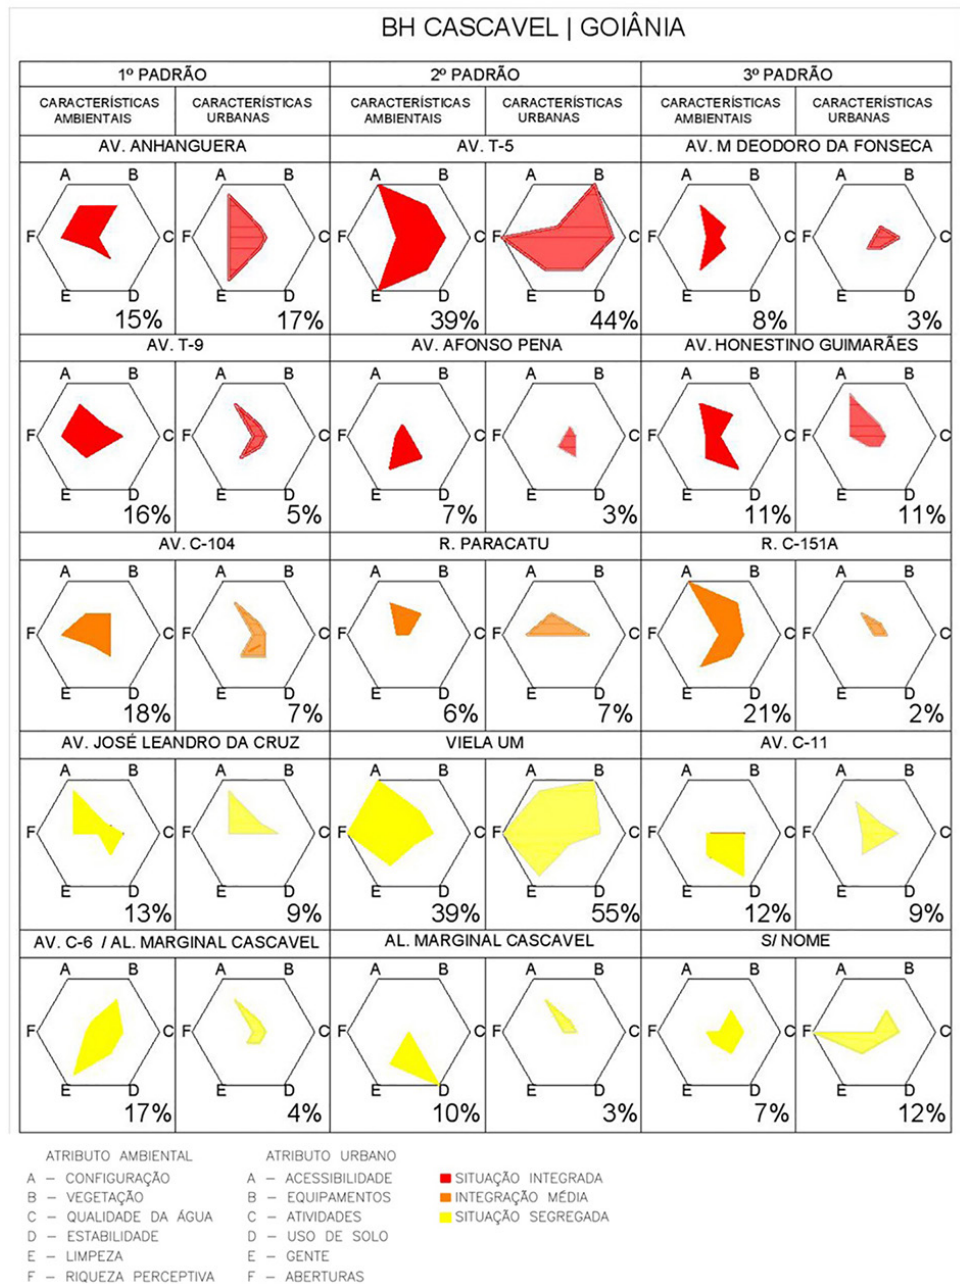 BH CASCAVEL | GOIÂNIA
1º PADRÃO 2º PADRÃO 3º PADRÃO
CARACTERÍSTICAS AMBIENTAIS CARACTERÍSTICAS URBANAS CARACTERÍSTICAS AMBIENTAIS CARACTERÍSTICAS URBANAS CARACTERÍSTICAS AMBIENTAIS CARACTERÍSTICAS URBANAS
AV. ANHANGUERA AV. T-5 AV. M DEODORO DA FONSECA
A B A B A B A B A B A B
F C F C F C F C F C F C
E D E D E D E D E D E D
15% 17% 39% 44% 8% 3%
AV. T-9 AV. AFONSO PENA AV. HONESTINO GUIMARÃES
A B A B A B A B A B A B
F C F C F C F C F C F C
E D E D E D E D E D E D
16% 5% 7% 3% 11% 11%
AV. C-104 R. PARACATU R. C-151A
A B A B A B A B A B A B
F C F C F C F C F C F C
E D E D E D E D E D E D
18% 7% 6% 7% 21% 2%
AV. JOSÉ LEANDRO DA CRUZ VIELA UM AV. C-11
A B A B A B A B A B A B
F C F C F C F C F C F C
E D E D E D E D E D E D
13% 9% 39% 55% 12% 9%
AV. C-6 / AL. MARGINAL CASCAVEL AL. MARGINAL CASCAVEL S/ NOME
A B A B A B A B A B A B
F C F C F C F C F C F C
E D E D E D E D E D E D
17% 4% 10% 3% 7% 12%
ATRIBUTO AMBIENTAL ATRIBUTO URBANO
A – CONFIGURAÇÃO A – ACESSIBILIDADE SITUAÇÃO INTEGRADA
B – VEGETAÇÃO B – EQUIPAMENTOS INTEGRAÇÃO MÉDIA
C – QUALIDADE DA ÁGUA C – ATIVIDADES SITUAÇÃO SEGREGADA
D – ESTABILIDADE D – USO DE SOLO
E – LIMPEZA E – GENTE
F – RIQUEZA PERCEPTIVA F – ABERTURAS